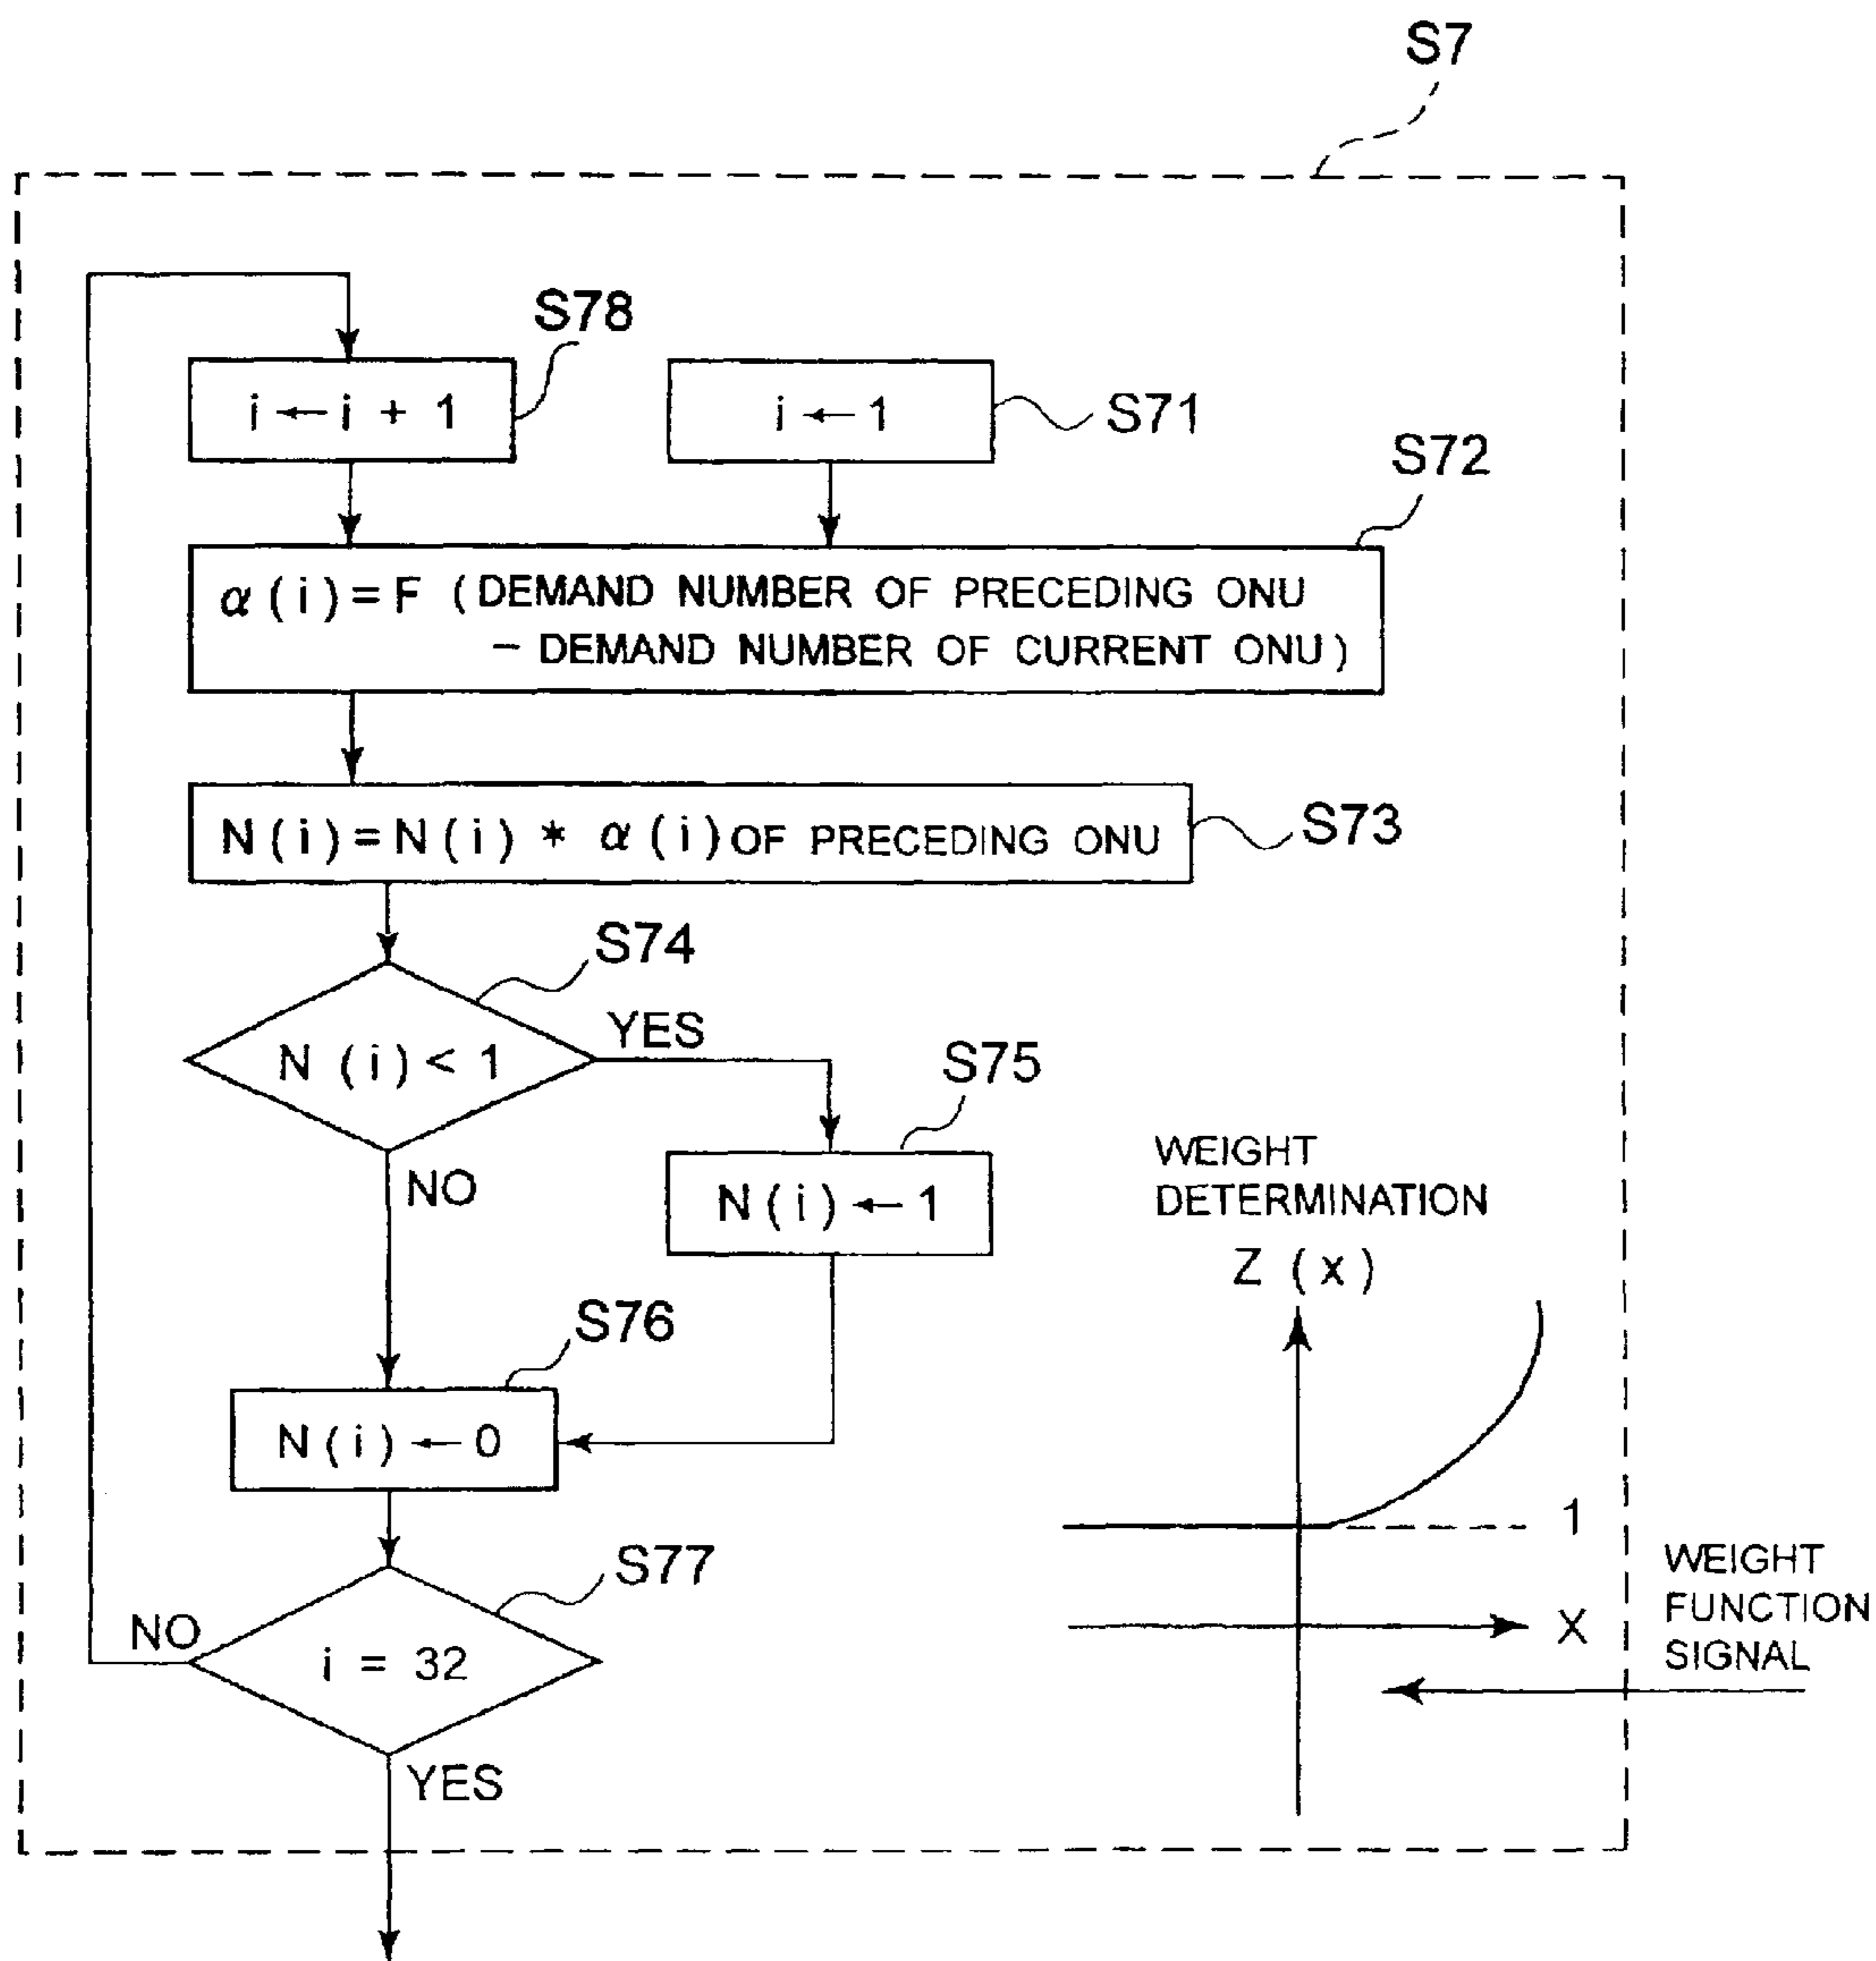 S7
S78
i ← i + 1
i ← 1
S71
S72
α(i)=F (DEMAND NUMBER OF PRECEDING ONU
− DEMAND NUMBER OF CURRENT ONU)
N(i)=N(i) * α(i) OF PRECEDING ONU
S73
S74
N (i) < 1
YES
S75
NO
N(i) ← 1
WEIGHT
DETERMINATION
Z (x)
S76
N(i) ← 0
1
S77
NO
i = 32
X
WEIGHT
FUNCTION
SIGNAL
YES